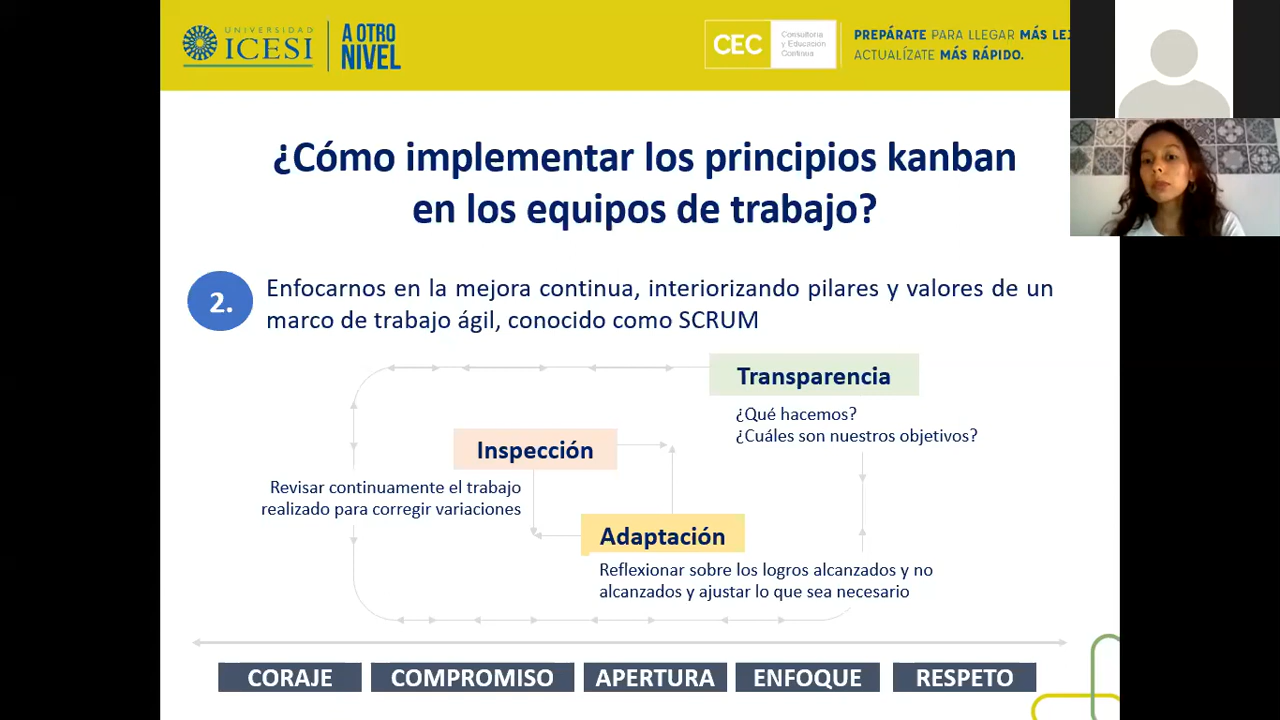 UNIVERSIDAD
ICESI
A OTRO
NIVEL
CEC
Consultoría
y Educación
Continua
PREPÁRATE PARA LLEGAR MÁS
ACTUALÍZATE MÁS RÁPIDO.
¿Cómo implementar los principios kanban
en los equipos de trabajo?
2.
Enfocarnos en la mejora continua, interiorizando pilares y valores de un
marco de trabajo ágil, conocido como SCRUM
Transparencia
¿Qué hacemos?
¿Cuáles son nuestros objetivos?
Inspección
Revisar continuamente el trabajo
realizado para corregir variaciones
Adaptación
Reflexionar sobre los logros alcanzados y no
alcanzados y ajustar lo que sea necesario
CORAJE
COMPROMISO
APERTURA
ENFOQUE
RESPETO